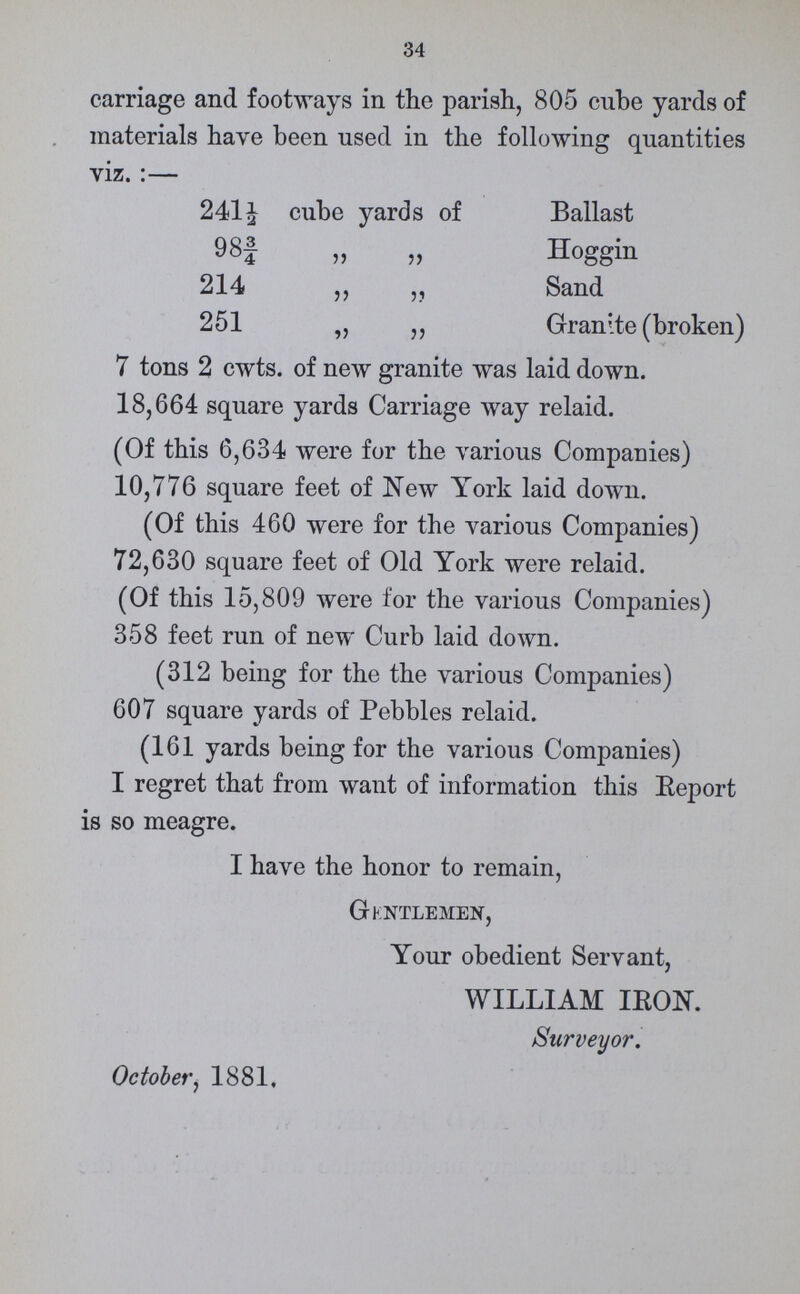 34
carriage and footways in the parish, 805 cube yards of
materials have been used in the following quantities
viz. :—
241½ cube yards of Ballast
98¾ „ „ Hoggin
214 „ „ Sand
251 „ „ Granite (broken)
7 tons 2 cwts. of new granite was laid down.
18,664 square yards Carriage way relaid.
(Of this 6,634 were for the various Companies)
10,776 square feet of New York laid down.
(Of this 460 were for the various Companies)
72,630 square feet of Old York were relaid.
(Of this 15,809 were for the various Companies)
358 feet run of new Curb laid down.
(312 being for the the various Companies)
607 square yards of Pebbles relaid.
(161 yards being for the various Companies)
I regret that from want of information this Report
is so meagre.
I have the honor to remain,
GENTLEMEN,
Your obedient Servant,
WILLIAM IRON.
Surveyor.
October, 1881.